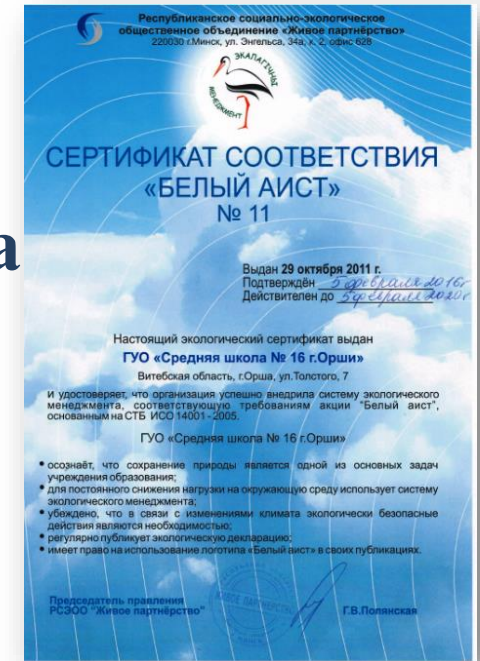 Республиканское социально-экологическое
общественное объединение «Живое партнёрство»
220030 г.Минск, ул. Энгельса, 34а, к. 2, офис 628
ЭКАЛАГІЧНЫ
МЕНЕДЖМЕНТ
СЕРТИФИКАТ СООТВЕТСТВИЯ
«БЕЛЫЙ АИСТ»
№ 11
а
Выдан 29 октября 2011 г.
Подтверждён 5 февраля 2016г
Действителен до 5 февраля 2020г
Настоящий экологический сертификат выдан
ГУО «Средняя школа № 16 г.Орши»
Витебская область, г.Орша, ул.Толстого, 7
И удостоверяет, что организация успешно внедрила систему экологического
менеджмента, соответствующую требованиям акции "Белый аист",
основанным на СТБ ИСО 14001 - 2005.
ГУО «Средняя школа № 16 г.Орши»
• осознаёт, что сохранение природы является одной из основных задач
учреждения образования;
• для постоянного снижения нагрузки на окружающую среду использует систему
экологического менеджмента;
• убеждено, что в связи с изменениями климата экологически безопасные
действия являются необходимостью;
• регулярно публикует экологическую декларацию;
• имеет право на использование логотипа «Белый аист» в своих публикациях.
Председатель правления
РСЭОО "Живое партнёрство"
Г.В.Полянская
ЖИВОЕ ПАРТНЁРСТВО